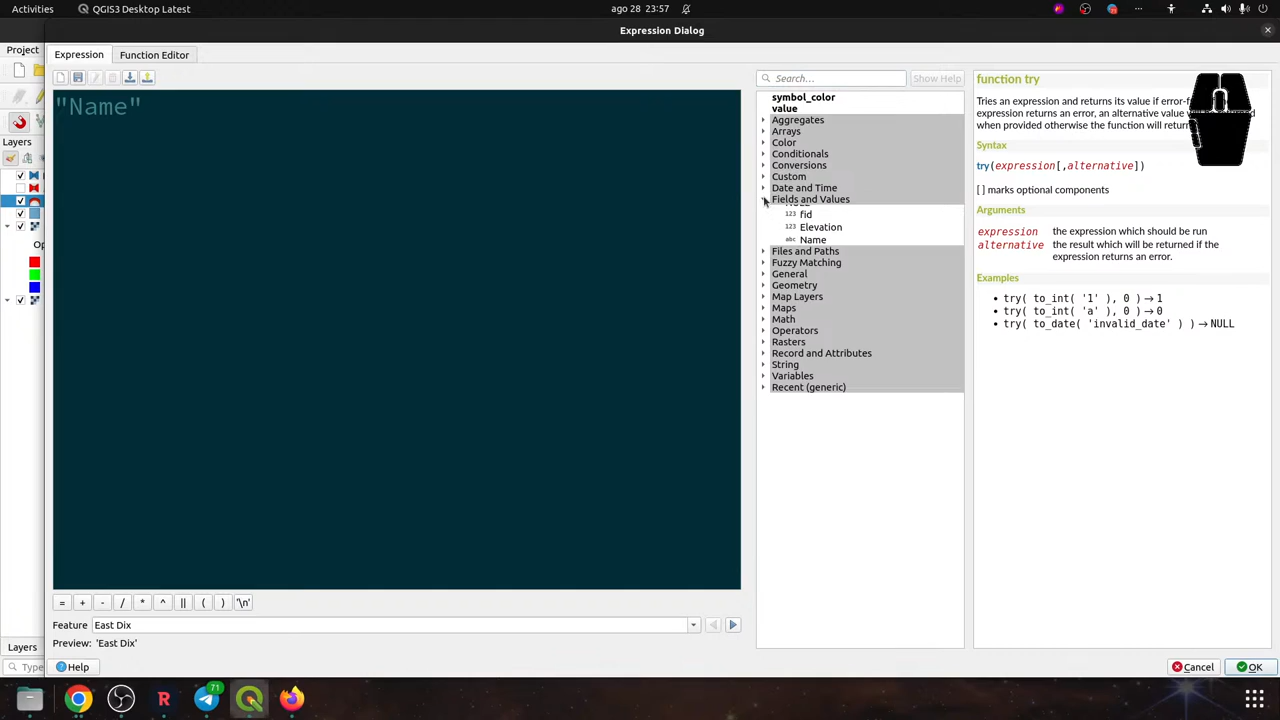 Activities
QGIS3 Desktop Latest
ago 28 23:57
Expression Dialog
Project
Expression
Function Editor
Search…
Show Help
"Name"
Layers
symbol_color
value
Aggregates
Arrays
Color
Conditionals
Conversions
Custom
Date and Time
Fields and Values
123 fid
123 Elevation
abc Name
Files and Paths
Fuzzy Matching
General
Geometry
Map Layers
Maps
Math
Operators
Rasters
Record and Attributes
String
Variables
Recent (generic)
function try
Tries an expression and returns its value if error-f
expression returns an error, an alternative value will be returned
when provided otherwise the function will retur
Syntax
try(expression[,alternative])
[ ] marks optional components
Arguments
expression the expression which should be run
alternative the result which will be returned if the
expression returns an error.
Examples
• try( to_int( '1' ), 0 ) → 1
• try( to_int( 'a' ), 0 ) → 0
• try( to_date( 'invalid_date' ) ) → NULL
Op
= + - / * ^ || ( ) '\n'
Feature East Dix
Preview: 'East Dix'
Layers
Type
Help
Cancel
OK
71
R